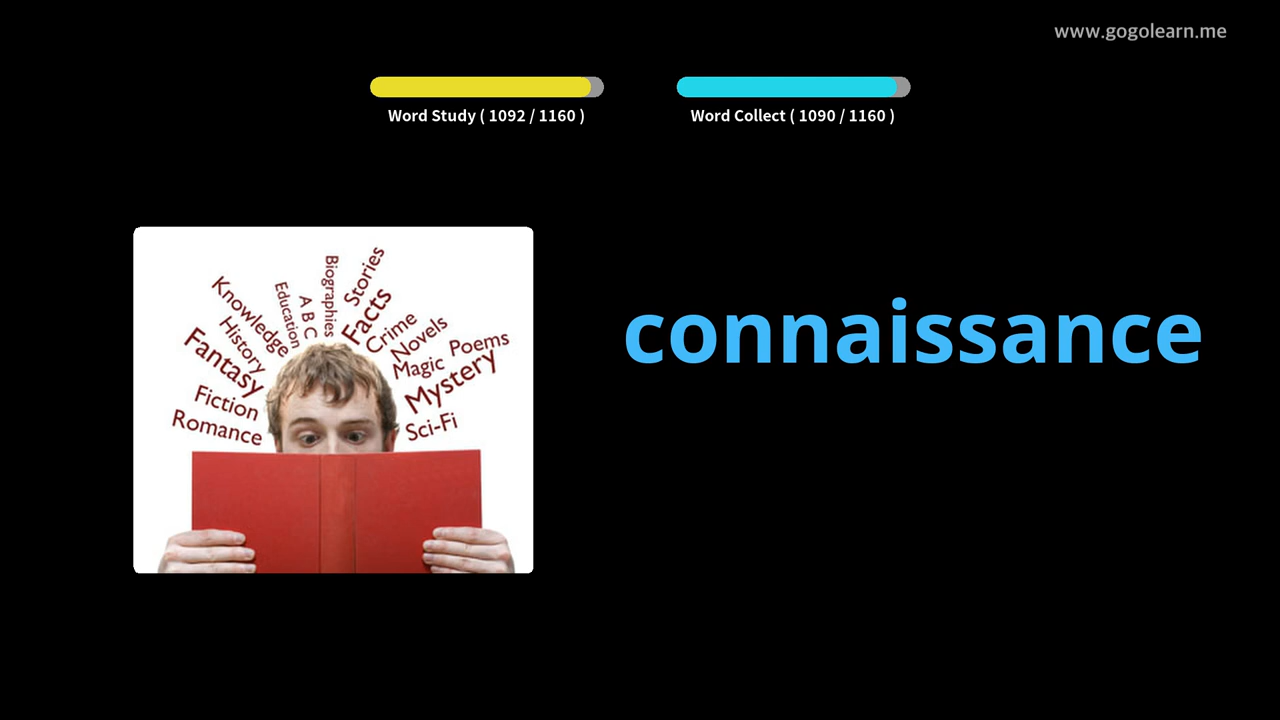 www.gogolearn.me
Word Study ( 1092 / 1160 )
Word Collect ( 1090 / 1160 )
connaissance
Biographies
Stories
Education
A B C
Facts
Knowledge
Crime
History
Novels
Fantasy
Magic
Poems
Mystery
Fiction
Romance
Sci-Fi